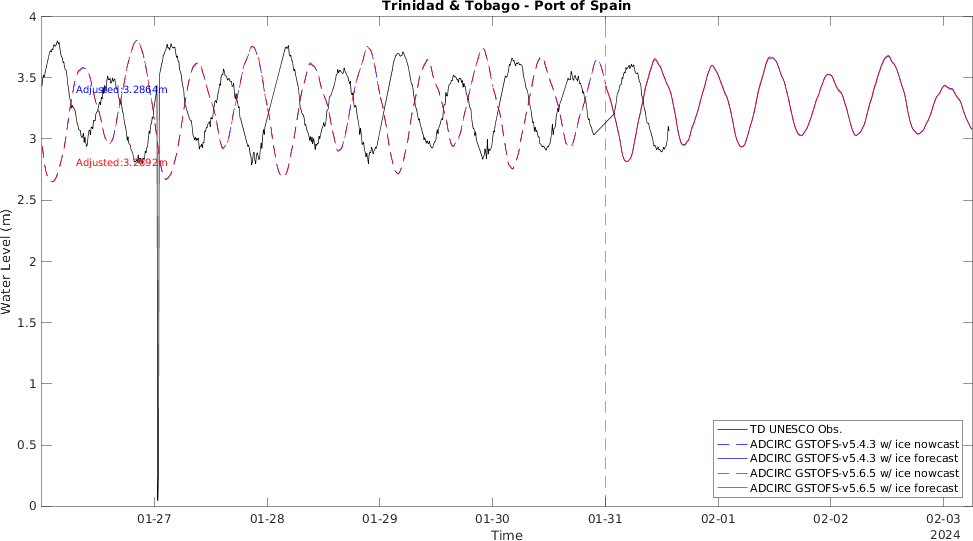 Trinidad & Tobago - Port of Spain
4
3.5
3
2.5
2
1.5
1
0.5
0
Water Level (m)
Adjusted:3.2864m
Adjusted:3.2892m
TD UNESCO Obs.
ADCIRC GSTOFS-v5.4.3 w/ ice nowcast
ADCIRC GSTOFS-v5.4.3 w/ ice forecast
ADCIRC GSTOFS-v5.6.5 w/ ice nowcast
ADCIRC GSTOFS-v5.6.5 w/ ice forecast
01-27 01-28 01-29 01-30 01-31 02-01 02-02 02-03
Time 2024